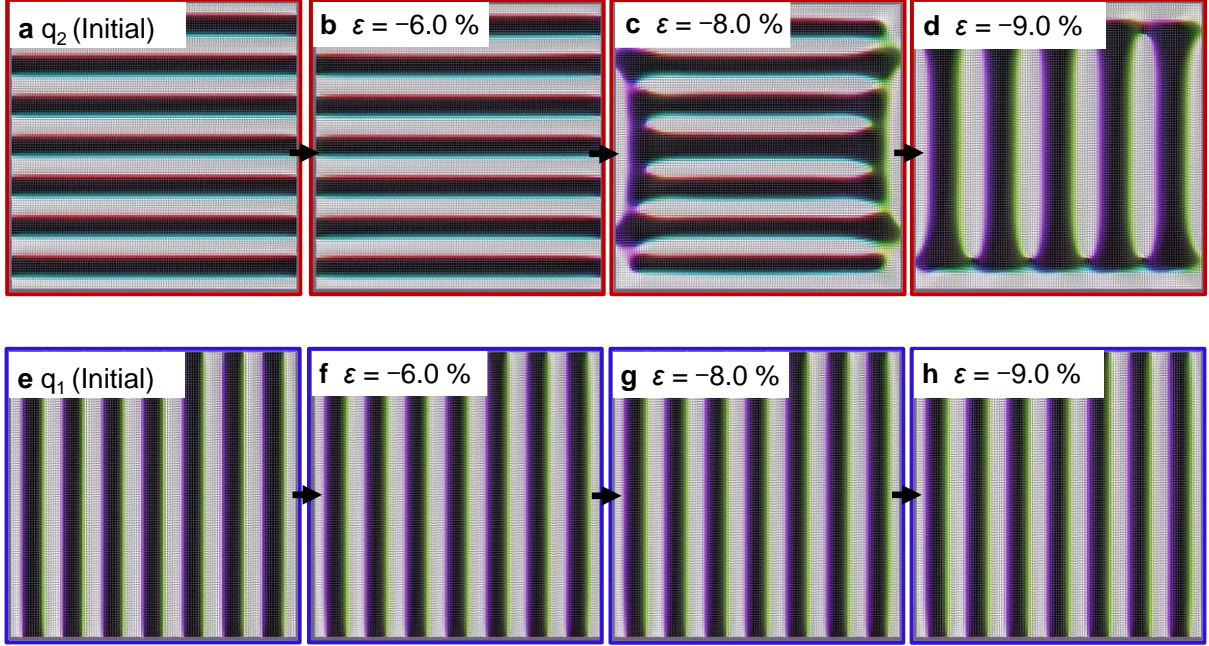 a q₂ (Initial)
b ε = −6.0 %
c ε = −8.0 %
d ε = −9.0 %
e q₁ (Initial)
f ε = −6.0 %
g ε = −8.0 %
h ε = −9.0 %